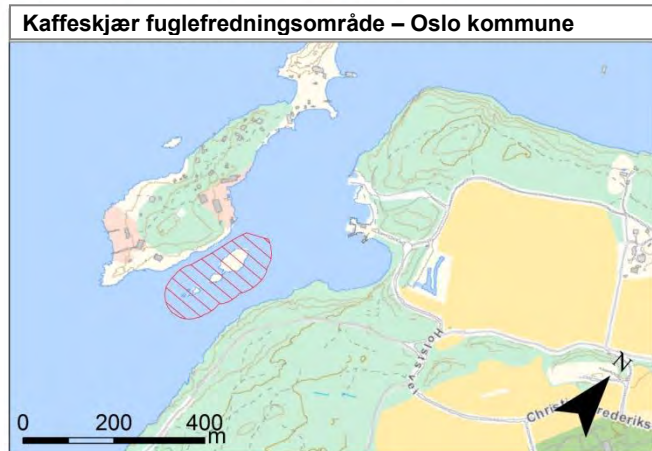 Kaffeskjær fuglefredningsområde – Oslo kommune
Holsts vei
N
0 200 400
m